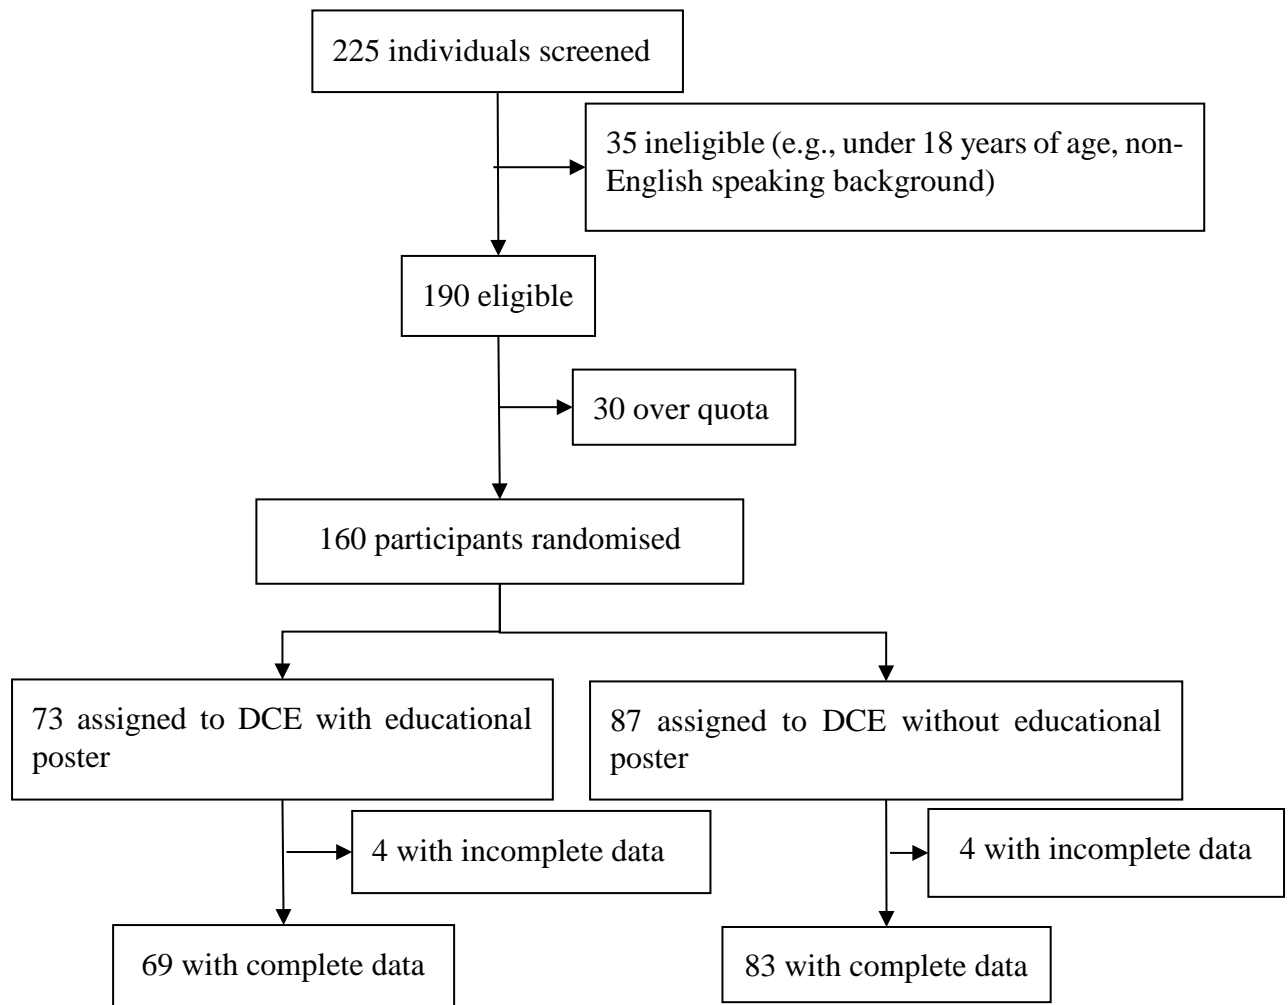 225 individuals screened
35 ineligible (e.g., under 18 years of age, non-
English speaking background)
190 eligible
30 over quota
160 participants randomised
73 assigned to DCE with educational
poster
87 assigned to DCE without educational
poster
4 with incomplete data
4 with incomplete data
69 with complete data
83 with complete data